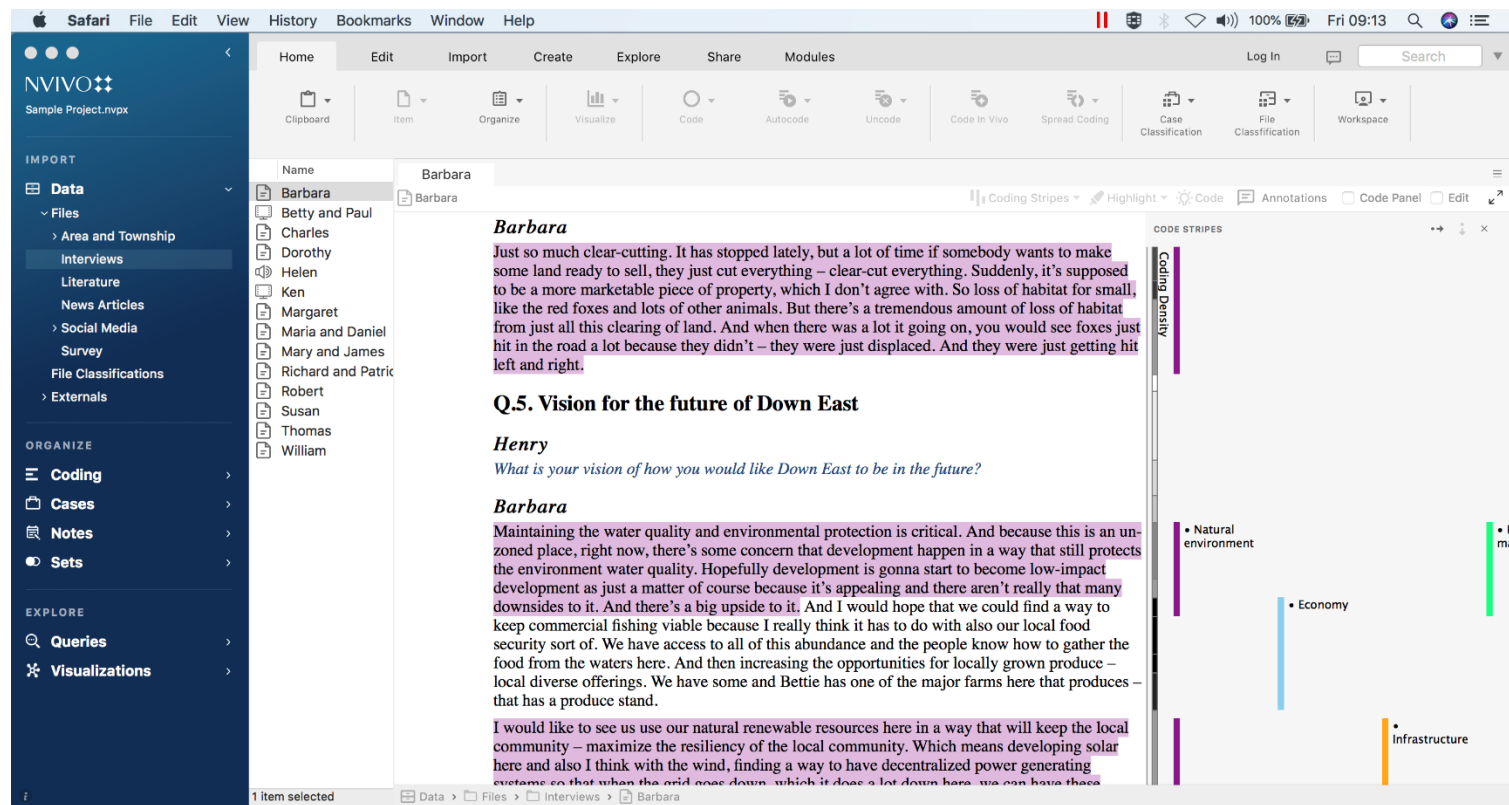 Safari File Edit View History Bookmarks Window Help 100% Fri 09:13
NVIVO
Sample Project.nvpx
IMPORT
Data
Files
Area and Township
Interviews
Literature
News Articles
Social Media
Survey
File Classifications
Externals
ORGANIZE
Coding
Cases
Notes
Sets
EXPLORE
Queries
Visualizations
Home Edit Import Create Explore Share Modules Log In Search
Clipboard Item Organize Visualize Code Autocode Uncode Code In Vivo Spread Coding Case Classification File Classfification Workspace
Name
Barbara
Betty and Paul
Charles
Dorothy
Helen
Ken
Margaret
Maria and Daniel
Mary and James
Richard and Patric
Robert
Susan
Thomas
William
1 item selected
Barbara
Barbara Coding Stripes Highlight Code Annotations Code Panel Edit
Barbara
Just so much clear-cutting. It has stopped lately, but a lot of time if somebody wants to make
some land ready to sell, they just cut everything – clear-cut everything. Suddenly, it's supposed
to be a more marketable piece of property, which I don't agree with. So loss of habitat for small,
like the red foxes and lots of other animals. But there's a tremendous amount of loss of habitat
from just all this clearing of land. And when there was a lot it going on, you would see foxes just
hit in the road a lot because they didn't – they were just displaced. And they were just getting hit
left and right.
Q.5. Vision for the future of Down East
Henry
What is your vision of how you would like Down East to be in the future?
Barbara
Maintaining the water quality and environmental protection is critical. And because this is an un-
zoned place, right now, there's some concern that development happen in a way that still protects
the environment water quality. Hopefully development is gonna start to become low-impact
development as just a matter of course because it's appealing and there aren't really that many
downsides to it. And there's a big upside to it. And I would hope that we could find a way to
keep commercial fishing viable because I really think it has to do with also our local food
security sort of. We have access to all of this abundance and the people know how to gather the
food from the waters here. And then increasing the opportunities for locally grown produce –
local diverse offerings. We have some and Bettie has one of the major farms here that produces –
that has a produce stand.
I would like to see us use our natural renewable resources here in a way that will keep the local
community – maximize the resiliency of the local community. Which means developing solar
here and also I think with the wind, finding a way to have decentralized power generating
systems so that when the grid goes down, which it does a lot down here, we can have these
CODE STRIPES
Coding Density
• Natural
environment
• Economy
•
Infrastructure
Data > Files > Interviews > Barbara